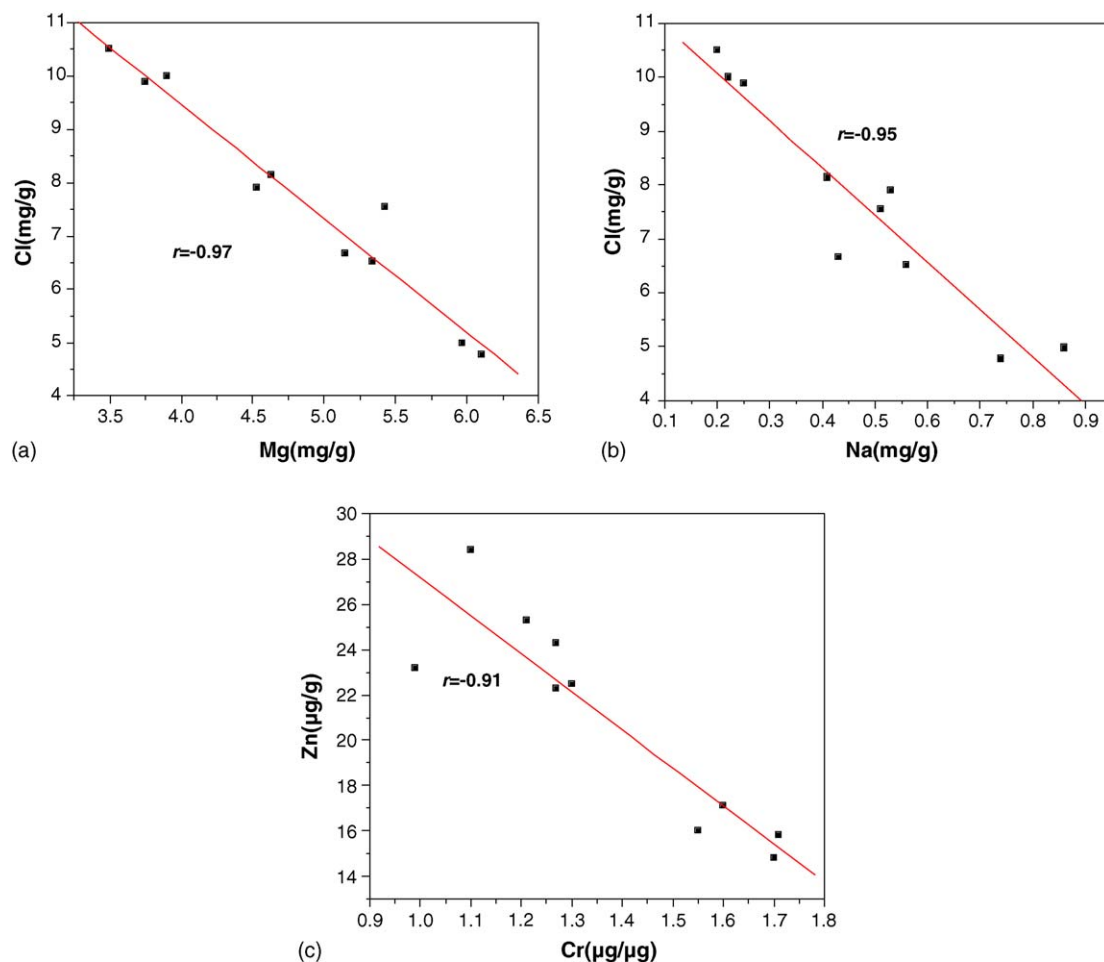 11
10
9
8
7
6
5
4
Cl(mg/g)
r=-0.97
3.5 4.0 4.5 5.0 5.5 6.0 6.5
Mg(mg/g)
(a)
11
10
9
8
7
6
5
4
Cl(mg/g)
r=-0.95
0.1 0.2 0.3 0.4 0.5 0.6 0.7 0.8 0.9
Na(mg/g)
(b)
30
28
26
24
22
20
18
16
14
Zn(µg/g)
r=-0.91
0.9 1.0 1.1 1.2 1.3 1.4 1.5 1.6 1.7 1.8
Cr(µg/µg)
(c)